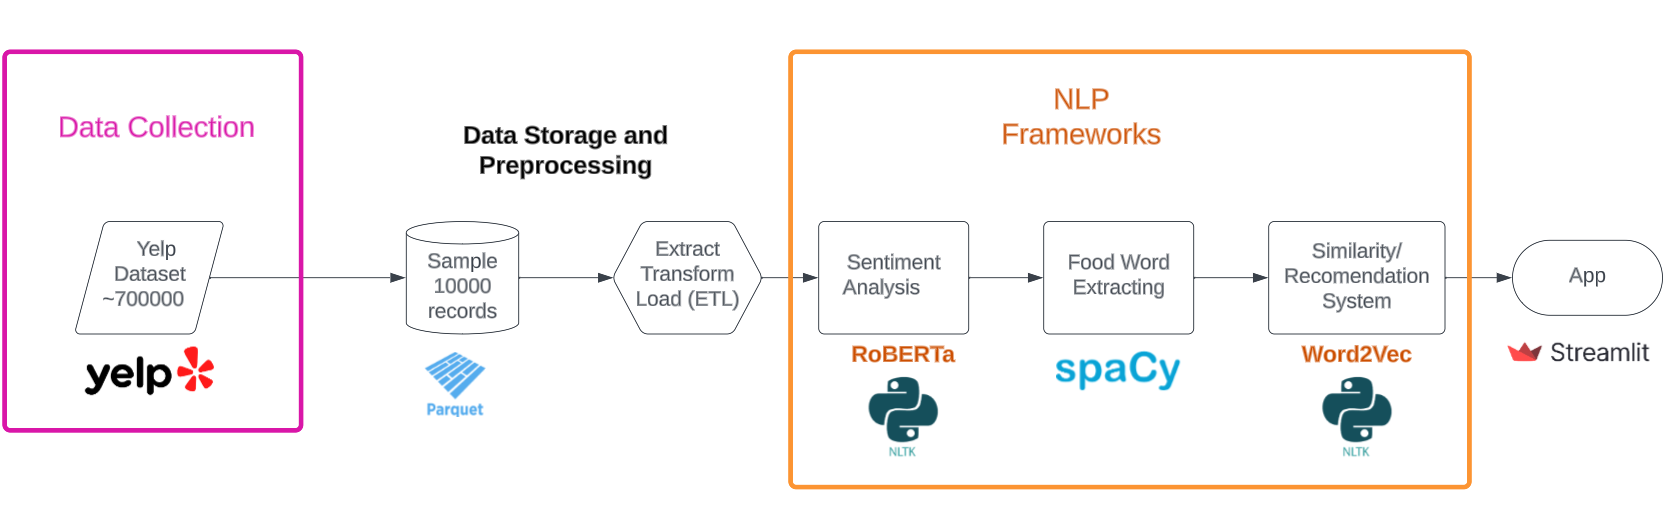 Data Collection
Data Storage and
Preprocessing
NLP
Frameworks
Yelp
Dataset
~700000
Sample
10000
records
Extract
Transform
Load (ETL)
Sentiment
Analysis
Food Word
Extracting
Similarity/
Recomendation
System
App
yelp
Parquet
RoBERTa
NLTK
spaCy
Word2Vec
NLTK
Streamlit